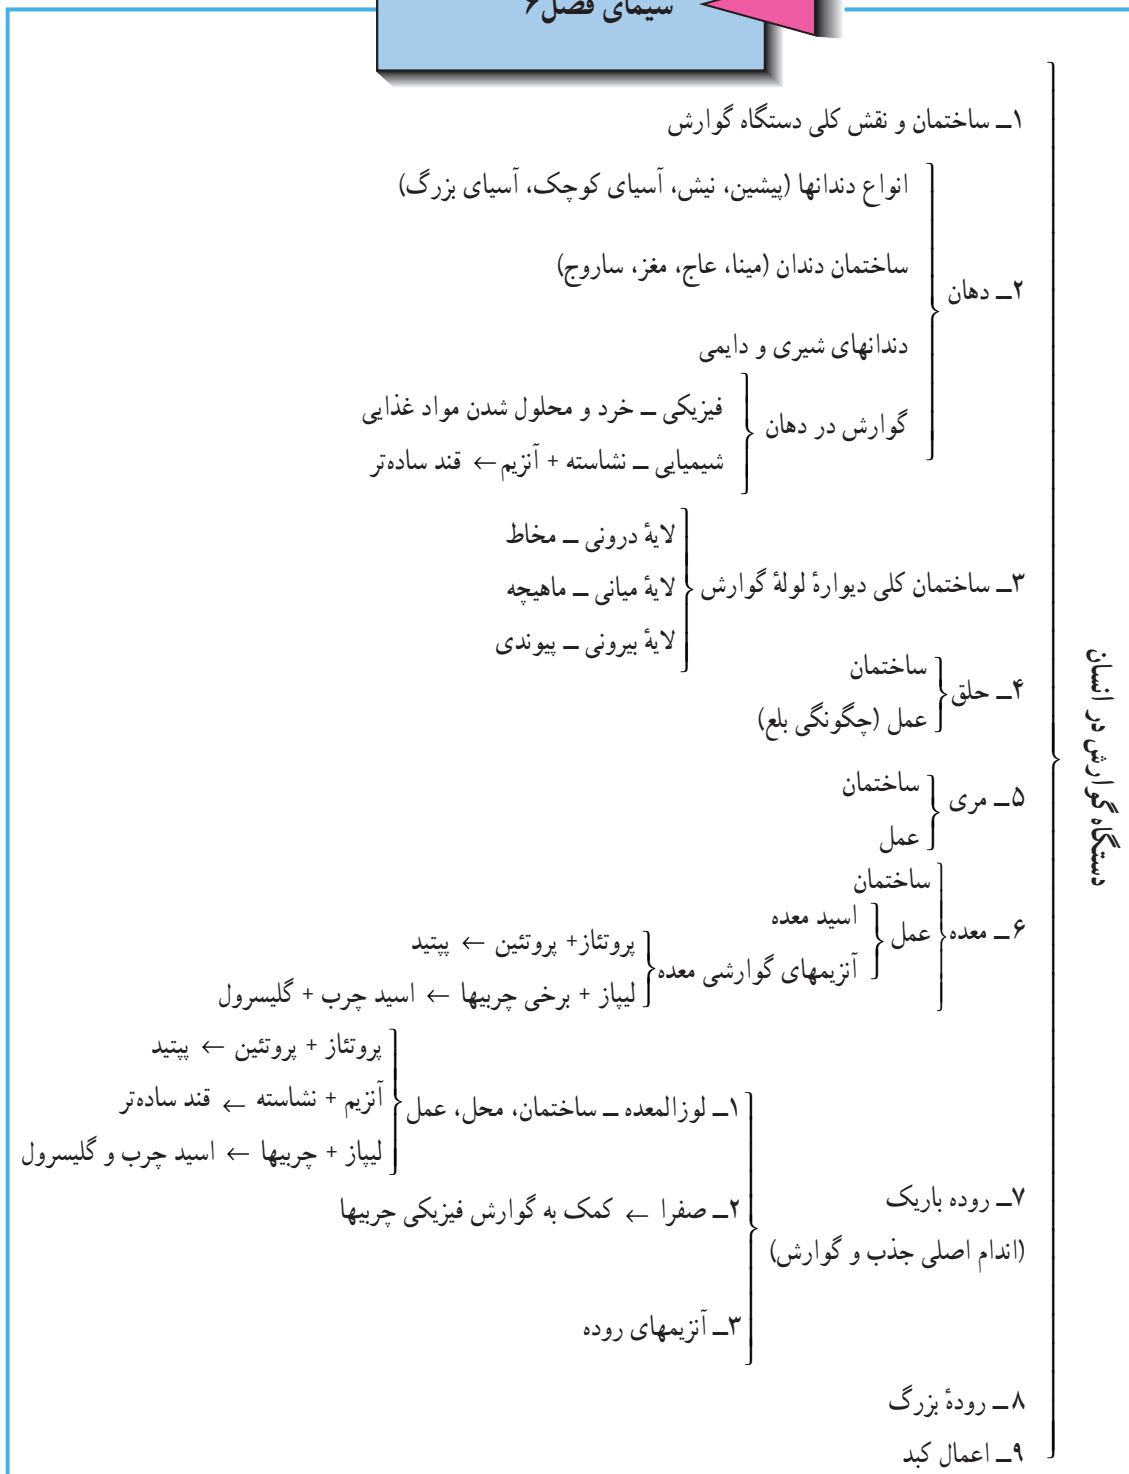 سیمای فصل ۶
دستگاه گوارش در انسان
۱ــ ساختمان و نقش کلی دستگاه گوارش
۲ــ دهان
انواع دندانها (پیشین، نیش، آسیای کوچک، آسیای بزرگ)
ساختمان دندان (مینا، عاج، مغز، ساروج)
دندانهای شیری و دایمی
گوارش در دهان
فیزیکی ــ خرد و محلول شدن مواد غذایی
شیمیایی ــ نشاسته + آنزیم ← قند ساده‌تر
۳ــ ساختمان کلی دیوارهٔ لولهٔ گوارش
لایهٔ درونی ــ مخاط
لایهٔ میانی ــ ماهیچه
لایهٔ بیرونی ــ پیوندی
۴ــ حلق
ساختمان
عمل (چگونگی بلع)
۵ــ مری
ساختمان
عمل
۶ــ معده
ساختمان
عمل
اسید معده
آنزیمهای گوارشی معده
پروتئاز+ پروتئین ← پپتید
لیپاز + برخی چربیها ← اسید چرب + گلیسرول
۷ــ روده باریک
(اندام اصلی جذب و گوارش)
۱ــ لوزالمعده ــ ساختمان، محل، عمل
پروتئاز + پروتئین ← پپتید
آنزیم + نشاسته ← قند ساده‌تر
لیپاز + چربیها ← اسید چرب و گلیسرول
۲ــ صفرا ← کمک به گوارش فیزیکی چربیها
۳ــ آنزیمهای روده
۸ــ رودهٔ بزرگ
۹ــ اعمال کبد